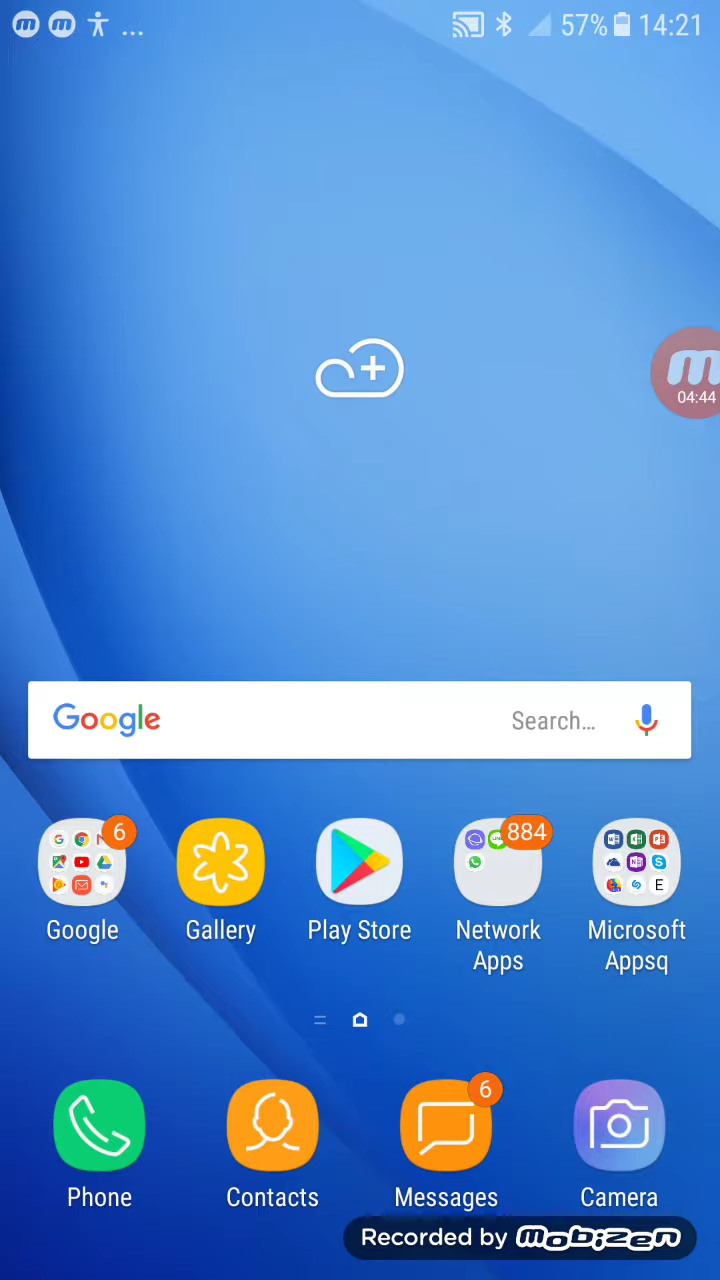 ... 57% 14:21
m
04:44
Google Search...
6 884
Google Gallery Play Store Network Apps Microsoft Appsq
6
Phone Contacts Messages Camera
Recorded by mobizen